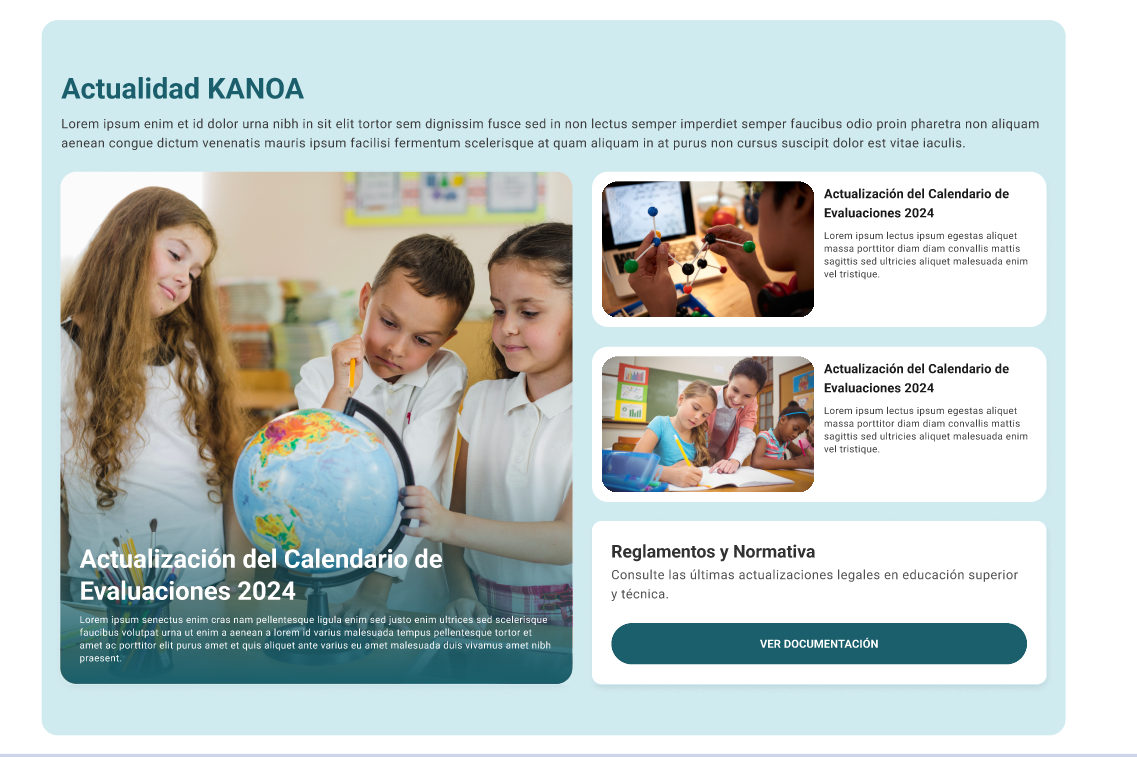 Actualidad KANOA
Lorem ipsum enim et id dolor urna nibh in sit elit tortor sem dignissim fusce sed in non lectus semper imperdiet semper faucibus odio proin pharetra non aliquam
aenean congue dictum venenatis mauris ipsum facilisi fermentum scelerisque at quam aliquam in at purus non cursus suscipit dolor est vitae iaculis.
Actualización del Calendario de
Evaluaciones 2024
Lorem ipsum senectus enim cras nam pellentesque ligula enim sed justo enim ultrices sed scelerisque
faucibus volutpat urna ut enim a aenean a lorem id varius malesuada tempus pellentesque tortor et
amet ac porttitor elit purus amet et quis aliquet ante varius eu amet malesuada duis vivamus amet nibh
praesent.
Actualización del Calendario de
Evaluaciones 2024
Lorem ipsum lectus ipsum egestas aliquet
massa porttitor diam diam convallis mattis
sagittis sed ultricies aliquet malesuada enim
vel tristique.
Actualización del Calendario de
Evaluaciones 2024
Lorem ipsum lectus ipsum egestas aliquet
massa porttitor diam diam convallis mattis
sagittis sed ultricies aliquet malesuada enim
vel tristique.
Reglamentos y Normativa
Consulte las últimas actualizaciones legales en educación superior
y técnica.
VER DOCUMENTACIÓN